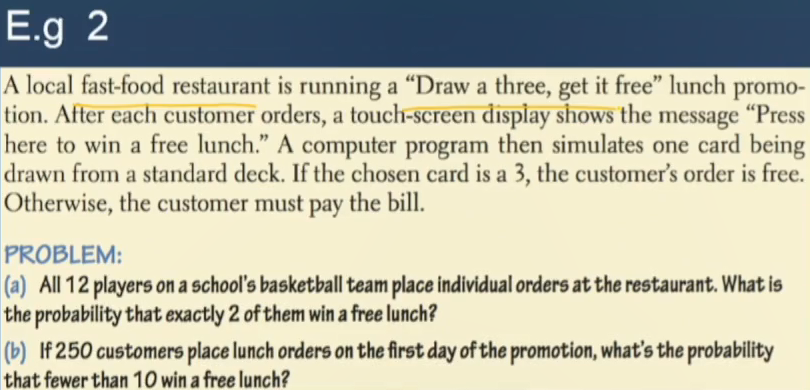 E.g 2
A local fast-food restaurant is running a “Draw a three, get it free” lunch promo-
tion. After each customer orders, a touch-screen display shows the message “Press
here to win a free lunch.” A computer program then simulates one card being
drawn from a standard deck. If the chosen card is a 3, the customer’s order is free.
Otherwise, the customer must pay the bill.
PROBLEM:
(a) All 12 players on a school’s basketball team place individual orders at the restaurant. What is
the probability that exactly 2 of them win a free lunch?
(b) If 250 customers place lunch orders on the first day of the promotion, what’s the probability
that fewer than 10 win a free lunch?